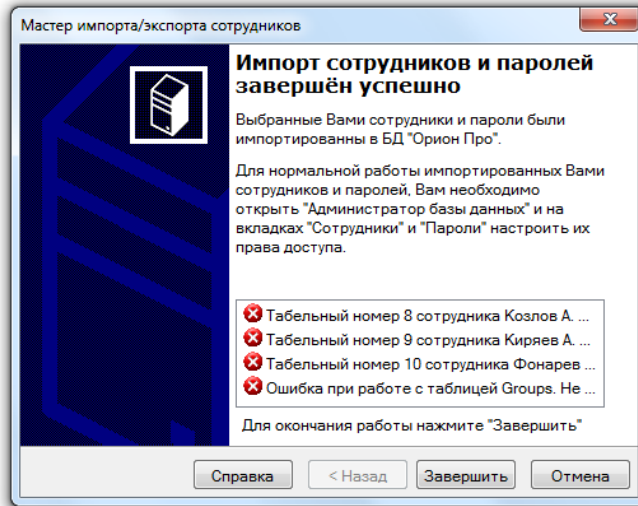 Мастер импорта/экспорта сотрудников
Импорт сотрудников и паролей
завершён успешно
Выбранные Вами сотрудники и пароли были
импортированны в БД "Орион Про".
Для нормальной работы импортированных Вами
сотрудников и паролей, Вам необходимо
открыть "Администратор базы данных" и на
вкладках "Сотрудники" и "Пароли" настроить их
права доступа.
Табельный номер 8 сотрудника Козлов А. ...
Табельный номер 9 сотрудника Киряев А. ...
Табельный номер 10 сотрудника Фонарев ...
Ошибка при работе с таблицей Groups. Не ...
Для окончания работы нажмите "Завершить"
Справка < Назад Завершить Отмена